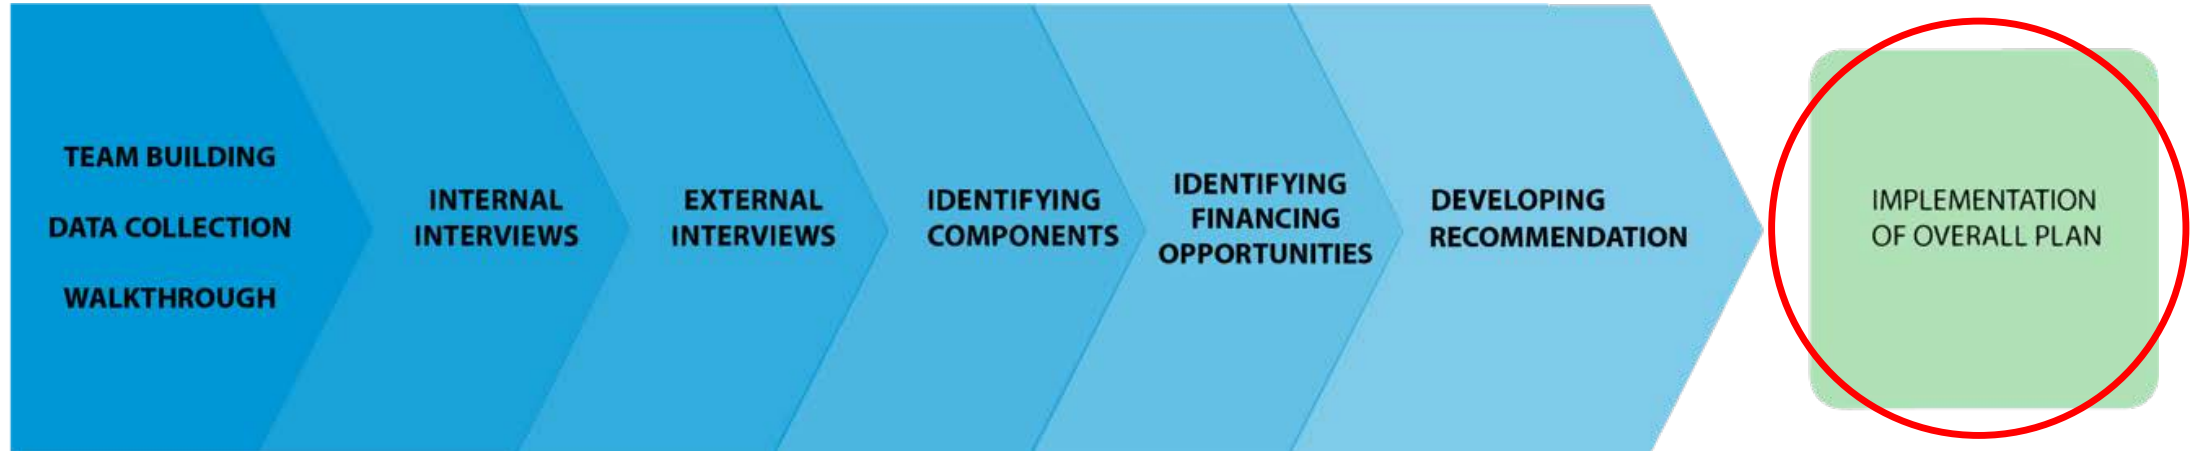 TEAM BUILDING
DATA COLLECTION
WALKTHROUGH
INTERNAL
INTERVIEWS
EXTERNAL
INTERVIEWS
IDENTIFYING
COMPONENTS
IDENTIFYING
FINANCING
OPPORTUNITIES
DEVELOPING
RECOMMENDATION
IMPLEMENTATION
OF OVERALL PLAN